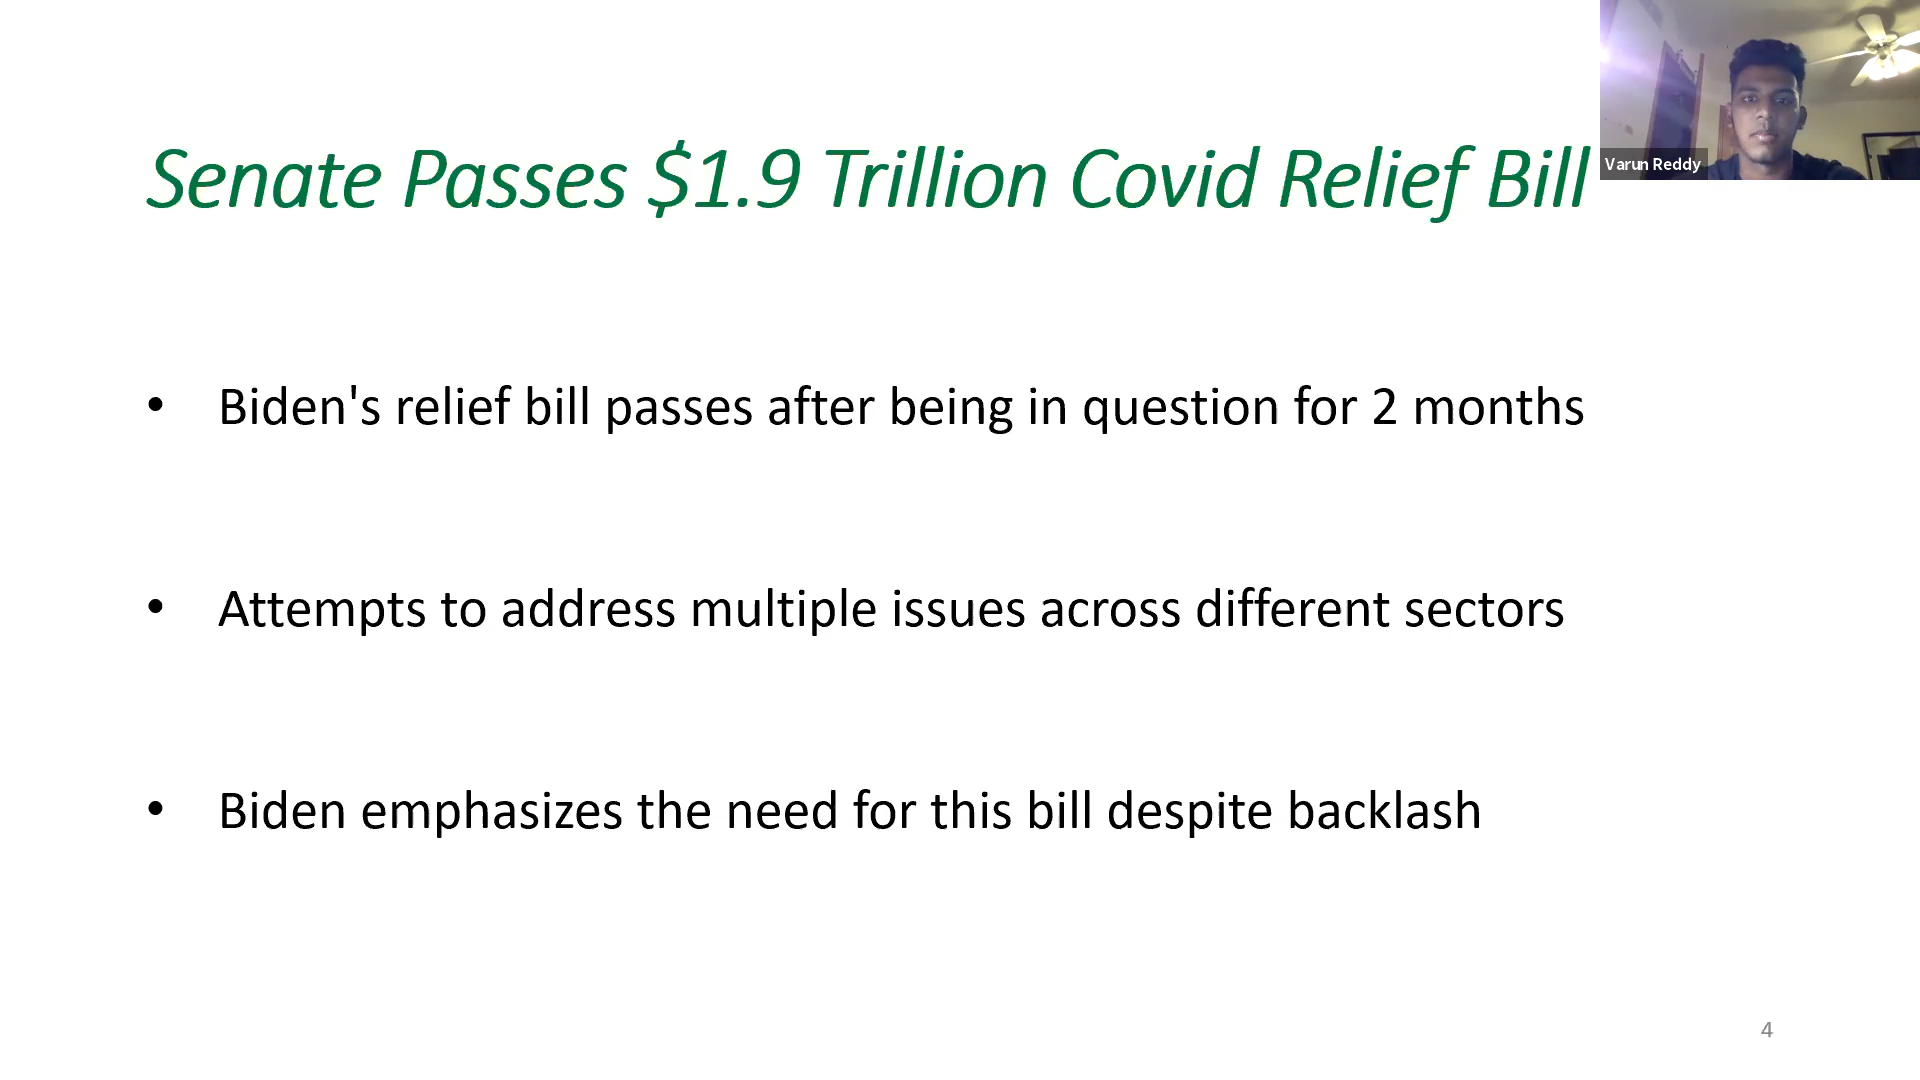 Senate Passes $1.9 Trillion Covid Relief Bill
Varun Reddy
• Biden's relief bill passes after being in question for 2 months
• Attempts to address multiple issues across different sectors
• Biden emphasizes the need for this bill despite backlash
4